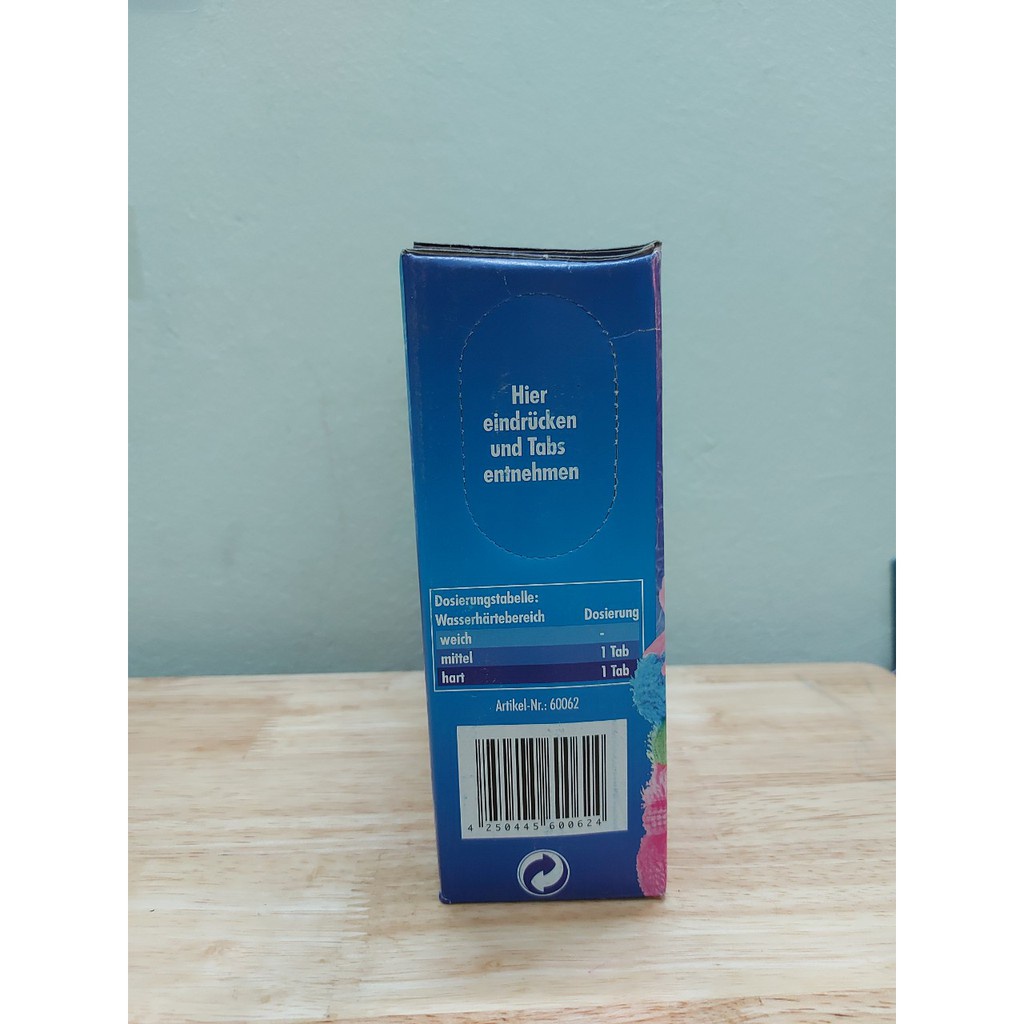 Hier
eindrücken
und Tabs
entnehmen
Dosierungstabelle:
Wasserhärtebereich Dosierung
weich -
mittel 1 Tab
hart 1 Tab
Artikel-Nr.: 60062
4 250445 600624